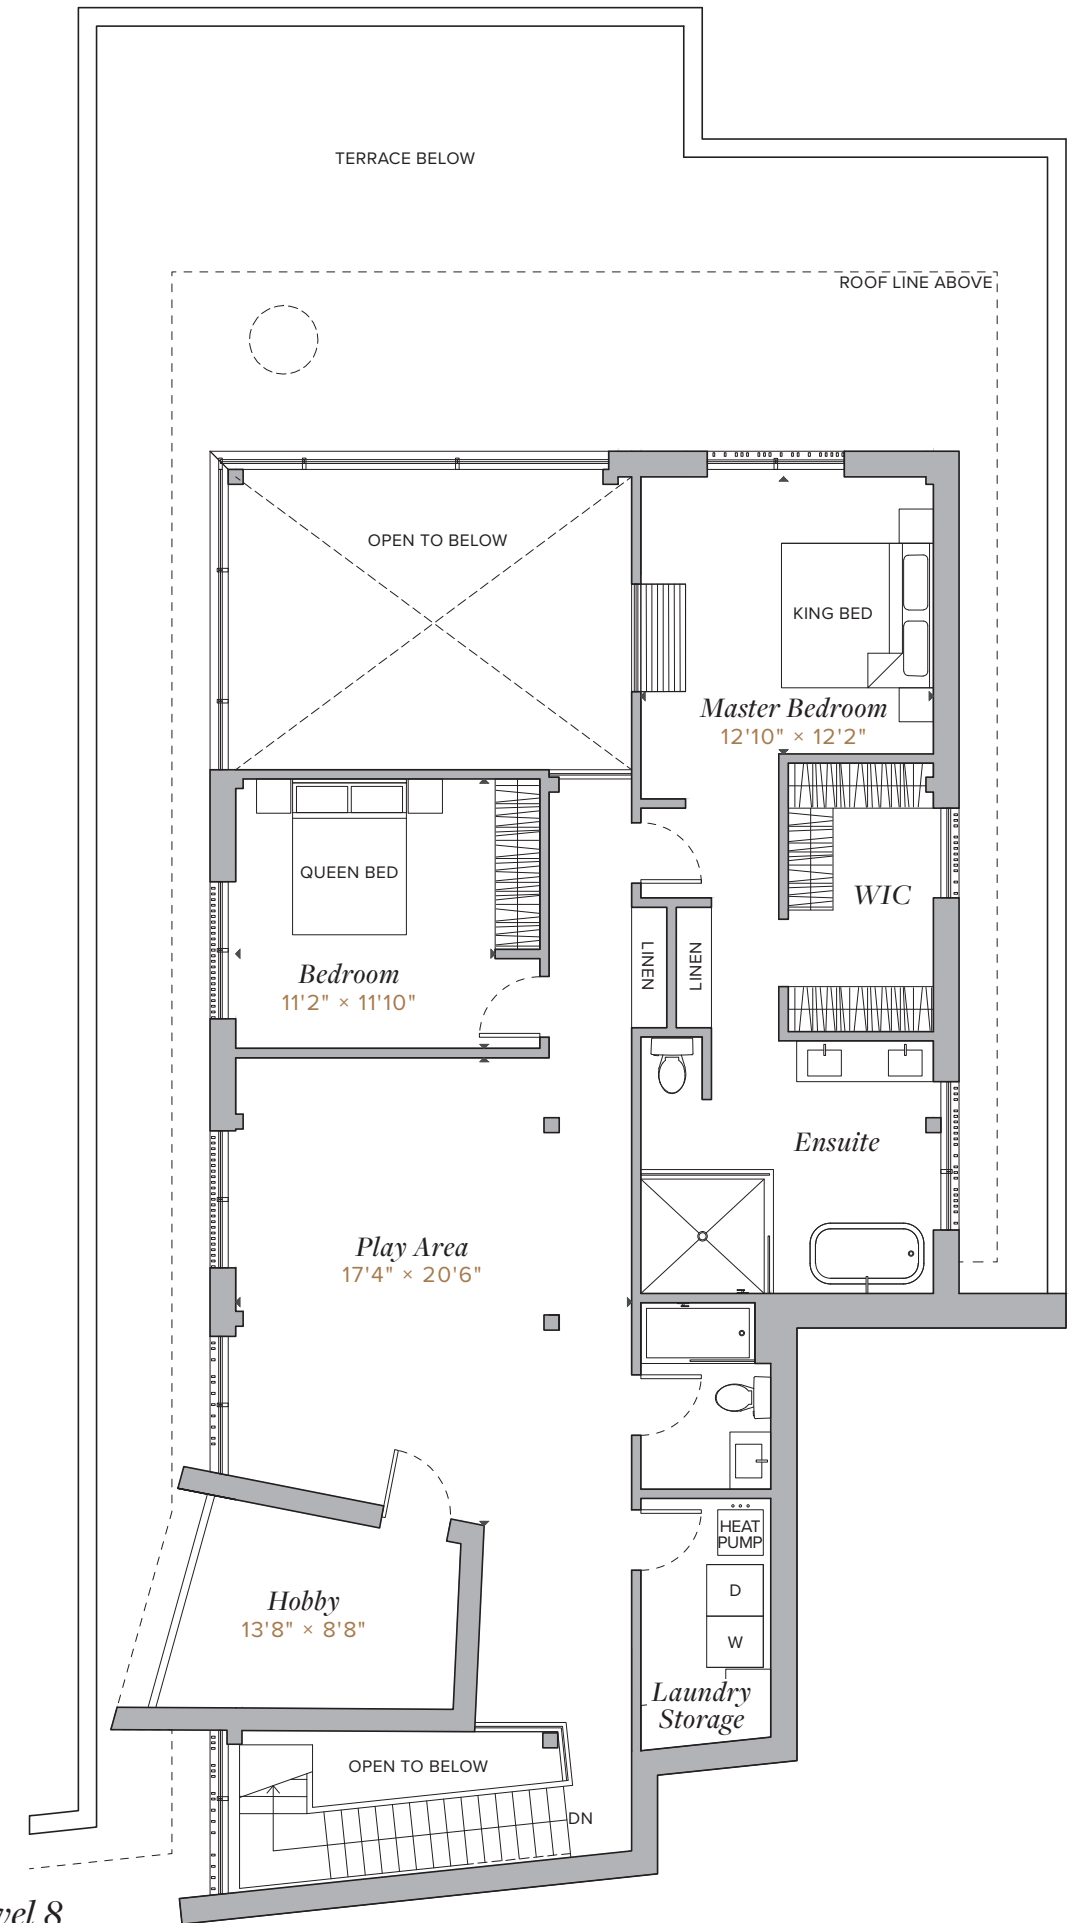 TERRACE BELOW
ROOF LINE ABOVE
OPEN TO BELOW
KING BED
Master Bedroom
12'10" × 12'2"
QUEEN BED
WIC
Bedroom
11'2" × 11'10"
LINEN
LINEN
Ensuite
Play Area
17'4" × 20'6"
HEAT
PUMP
D
Hobby
13'8" × 8'8"
W
Laundry
Storage
OPEN TO BELOW
DN
vel 8